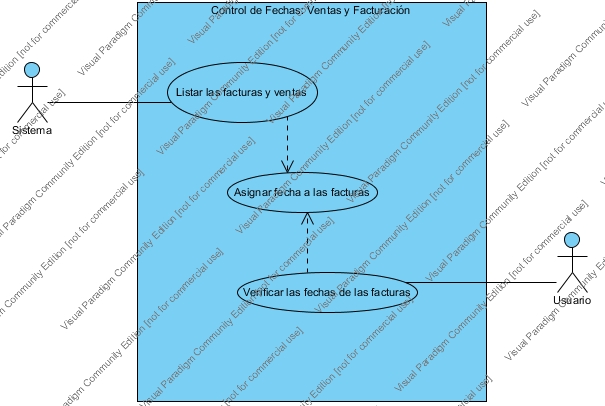 Control de Fechas: Ventas y Facturación
Listar las facturas y ventas
Sistema
Asignar fecha a las facturas
Verificar las fechas de las facturas
Usuario
Visual Paradigm Community Edition [not for commercial use]